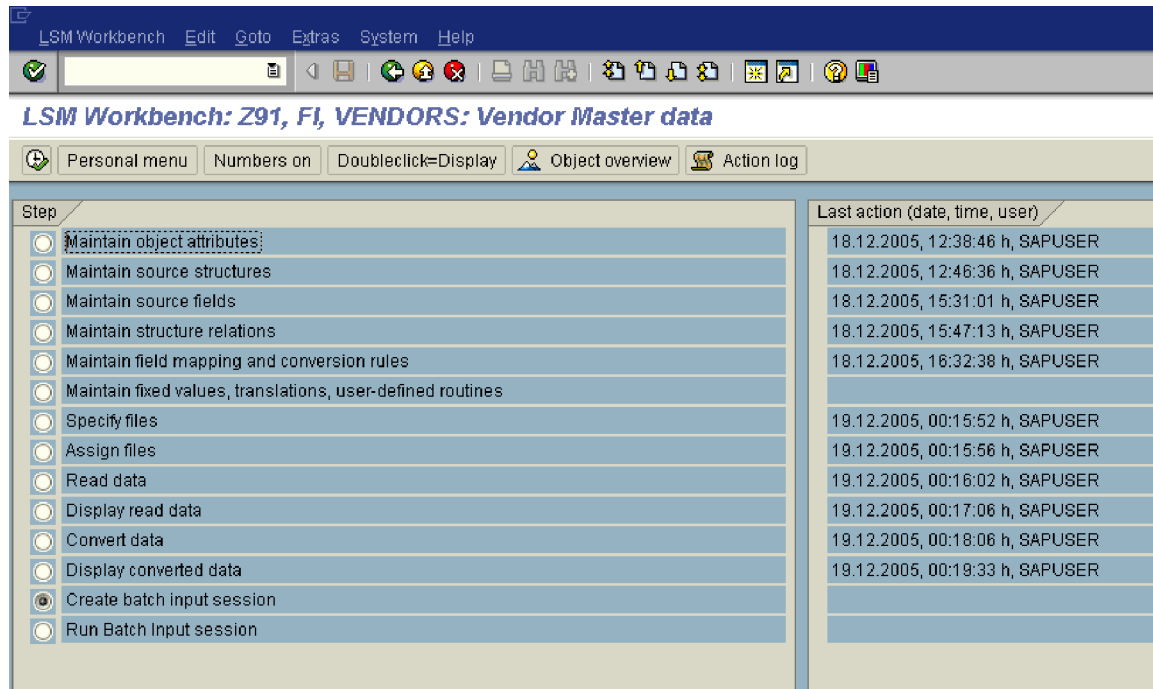 LSM Workbench Edit Goto Extras System Help
LSM Workbench: Z91, FI, VENDORS: Vendor Master data
Personal menu Numbers on Doubleclick=Display Object overview Action log
Step Last action (date, time, user)
Maintain object attributes 18.12.2005, 12:38:46 h, SAPUSER
Maintain source structures 18.12.2005, 12:46:36 h, SAPUSER
Maintain source fields 18.12.2005, 15:31:01 h, SAPUSER
Maintain structure relations 18.12.2005, 15:47:13 h, SAPUSER
Maintain field mapping and conversion rules 18.12.2005, 16:32:38 h, SAPUSER
Maintain fixed values, translations, user-defined routines
Specify files 19.12.2005, 00:15:52 h, SAPUSER
Assign files 19.12.2005, 00:15:56 h, SAPUSER
Read data 19.12.2005, 00:16:02 h, SAPUSER
Display read data 19.12.2005, 00:17:06 h, SAPUSER
Convert data 19.12.2005, 00:18:06 h, SAPUSER
Display converted data 19.12.2005, 00:19:33 h, SAPUSER
Create batch input session
Run Batch Input session